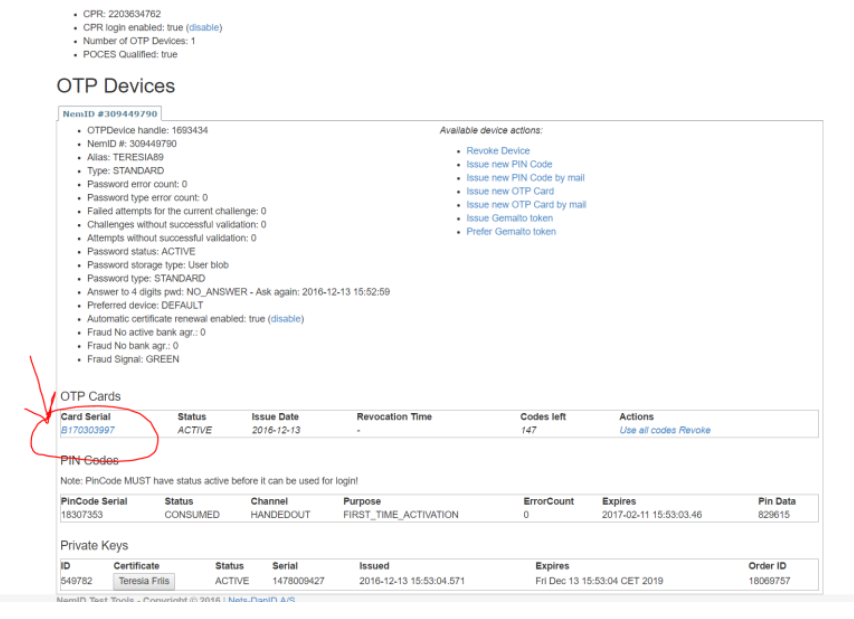 CPR: 2203634762
CPR login enabled: true (disable)
Number of OTP Devices: 1
POCES Qualified: true
OTP Devices
NemID #309449790
OTPDevice handle: 1693434
NemID #: 309449790
Alias: TERESIA89
Type: STANDARD
Password error count: 0
Password type error count: 0
Failed attempts for the current challenge: 0
Challenges without successful validation: 0
Attempts without successful validation: 0
Password status: ACTIVE
Password storage type: User blob
Password type: STANDARD
Answer to 4 digits pwd: NO_ANSWER - Ask again: 2016-12-13 15:52:59
Preferred device: DEFAULT
Automatic certificate renewal enabled: true (disable)
Fraud No active bank agr.: 0
Fraud No bank agr.: 0
Fraud Signal: GREEN
Available device actions:
Revoke Device
Issue new PIN Code
Issue new PIN Code by mail
Issue new OTP Card
Issue new OTP Card by mail
Issue Gemalto token
Prefer Gemalto token
OTP Cards
Card Serial Status Issue Date Revocation Time Codes left Actions
B170303997 ACTIVE 2016-12-13 - 147 Use all codes Revoke
PIN Codes
Note: PinCode MUST have status active before it can be used for login!
PinCode Serial Status Channel Purpose ErrorCount Expires Pin Data
18307353 CONSUMED HANDEDOUT FIRST_TIME_ACTIVATION 0 2017-02-11 15:53:03.46 829615
Private Keys
ID Certificate Status Serial Issued Expires Order ID
549782 Teresia Friis ACTIVE 1478009427 2016-12-13 15:53:04.571 Fri Dec 13 15:53:04 CET 2019 18069757
NemID Test Tools - Copyright © 2016 | Nets-DanID A/S